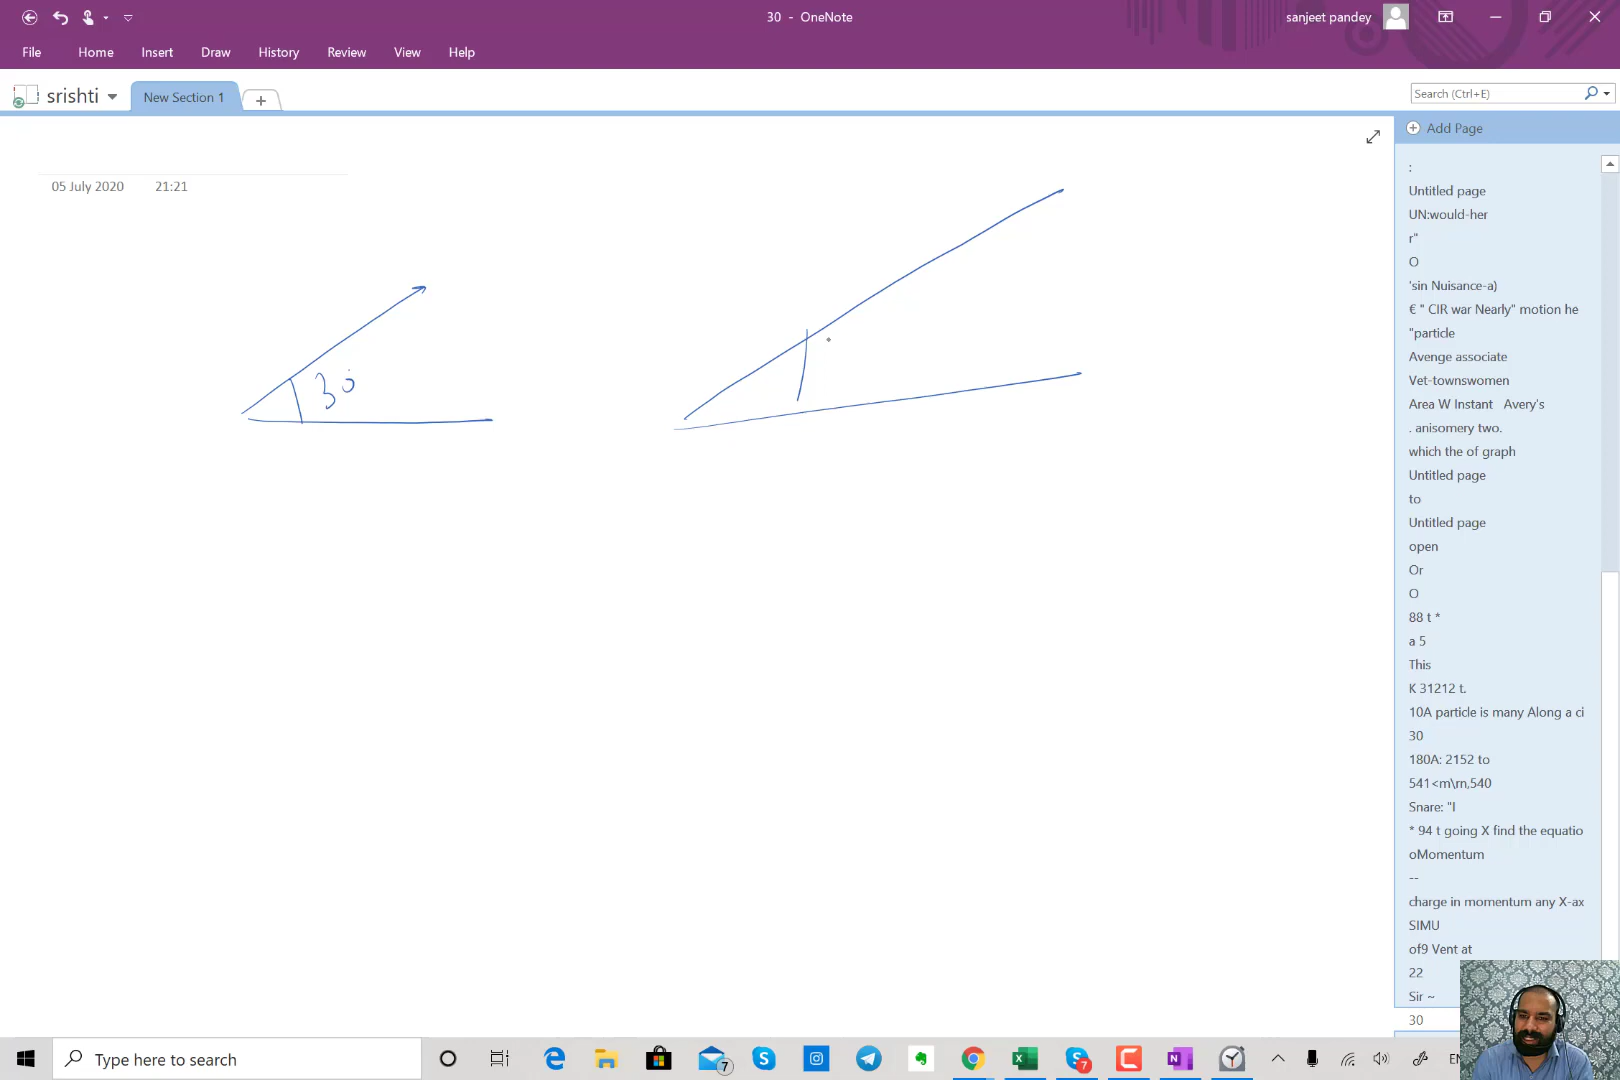 30 - OneNote
sanjeet pandey
File Home Insert Draw History Review View Help
srishti
New Section 1
Search (Ctrl+E)
Add Page
05 July 2020 21:21
30°
:
Untitled page
UN:would-her
r"
O
'sin Nuisance-a)
€ " CIR war Nearly" motion he
"particle
Avenge associate
Vet-townswomen
Area W Instant Avery's
. anisomery two.
which the of graph
Untitled page
to
Untitled page
open
Or
O
88 t *
a 5
This
K 31212 t.
10A particle is many Along a ci
30
180A: 2152 to
541<m\rn,540
Snare: "I
* 94 t going X find the equatio
oMomentum
--
charge in momentum any X-ax
SIMU
of9 Vent at
22
Sir ~
30
Type here to search
7
7